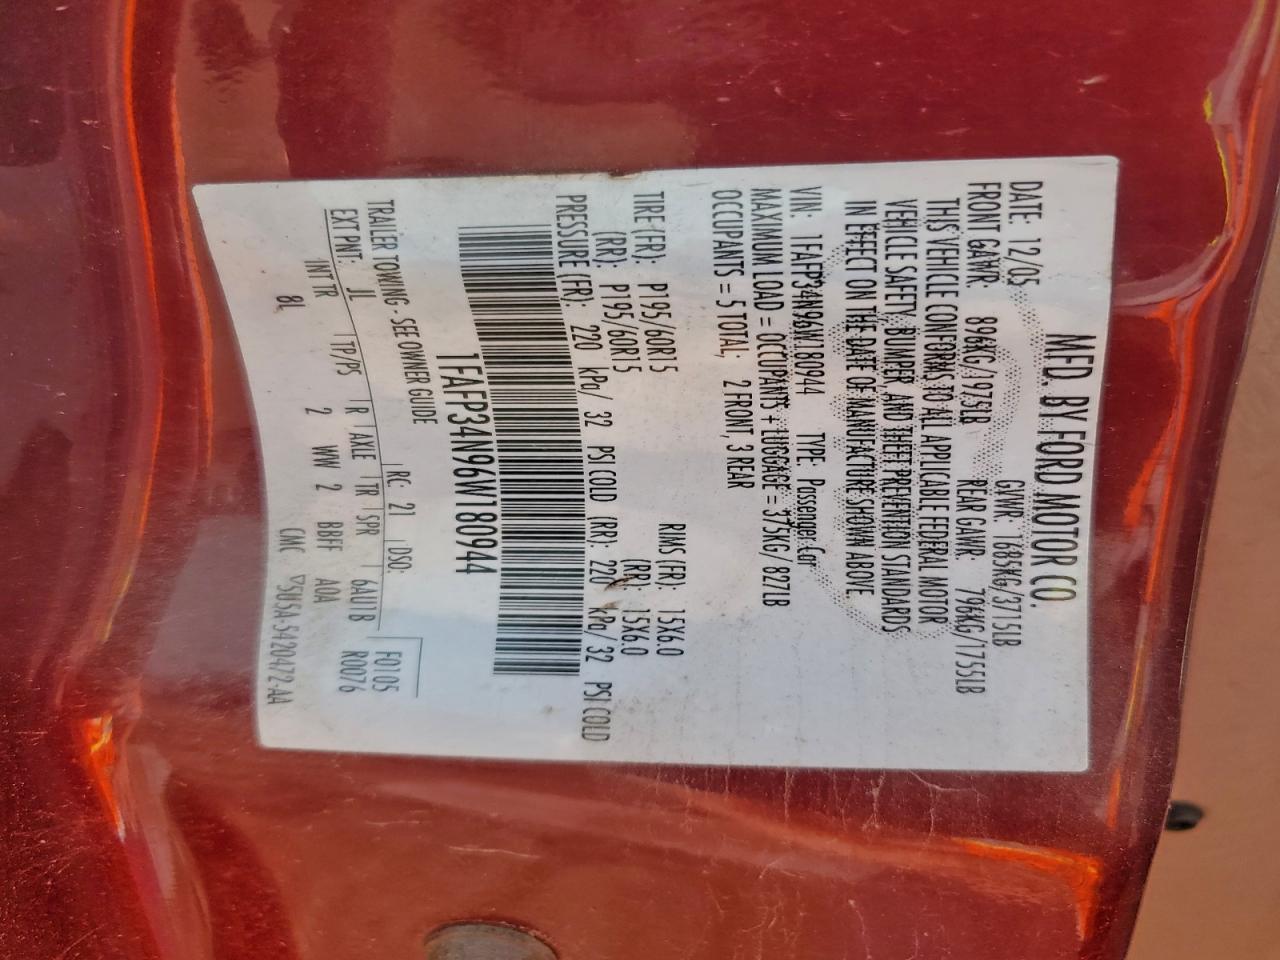 MFD. BY FORD MOTOR CO.
DATE: 12/05 GVWR: 1685KG/3715LB
FRONT GAWR: 896KG/1975LB REAR GAWR: 796KG/1755LB
THIS VEHICLE CONFORMS TO ALL APPLICABLE FEDERAL MOTOR
VEHICLE SAFETY, BUMPER, AND THEFT PREVENTION STANDARDS
IN EFFECT ON THE DATE OF MANUFACTURE SHOWN ABOVE
VIN: 1FAFP34N96W180944 TYPE: Passenger Car
MAXIMUM LOAD = OCCUPANTS + LUGGAGE = 375KG/827LB
OCCUPANTS = 5 TOTAL, 2 FRONT, 3 REAR
TIRE(FR): P195/60R15 RIMS(FR): 15X6.0
(RR): P195/60R15 (RR): 15X6.0
PRESSURE (FR): 220 kPa/ 32 PSI COLD (RR): 220 kPa/ 32 PSI COLD
1FAFP34N96W180944
TRAILER TOWING - SEE OWNER GUIDE
EXT PNT: JL RC: 21 DSO: F0105
INT TR TP/PS R AXLE TR SPR 6AU1B R0076
8L 2 WW 2 BBFF AOA
CMC ▽5U5A-5420472-AA